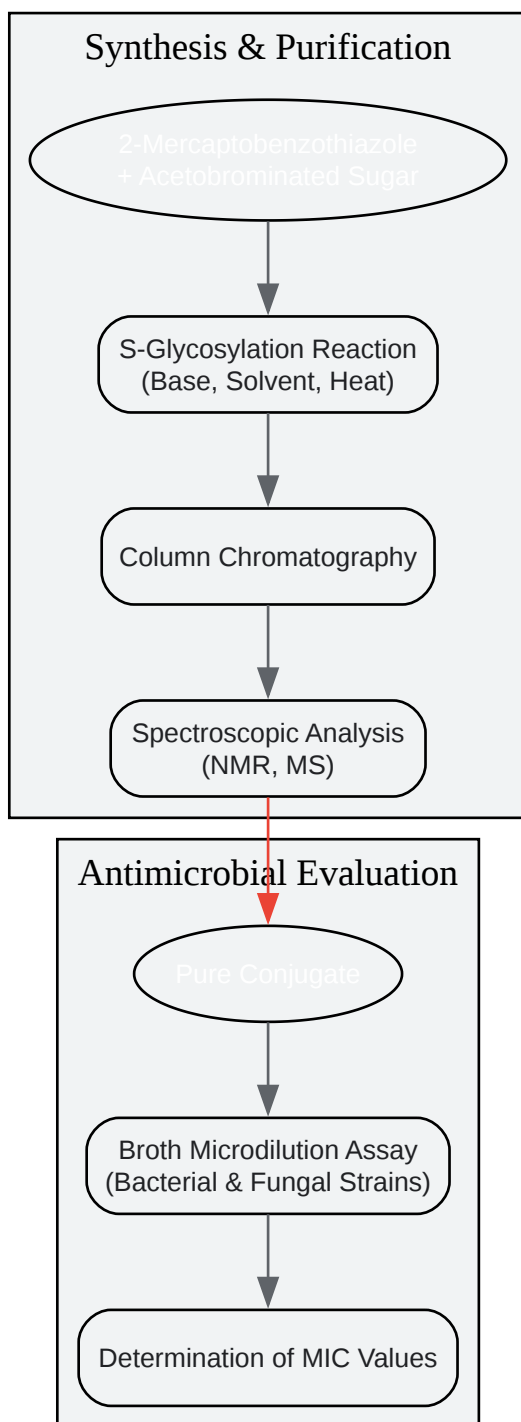 Synthesis & Purification
2-Mercaptobenzothiazole
+ Acetobrominated Sugar
S-Glycosylation Reaction
(Base, Solvent, Heat)
Column Chromatography
Spectroscopic Analysis
(NMR, MS)
Antimicrobial Evaluation
Pure Conjugate
Broth Microdilution Assay
(Bacterial & Fungal Strains)
Determination of MIC Values